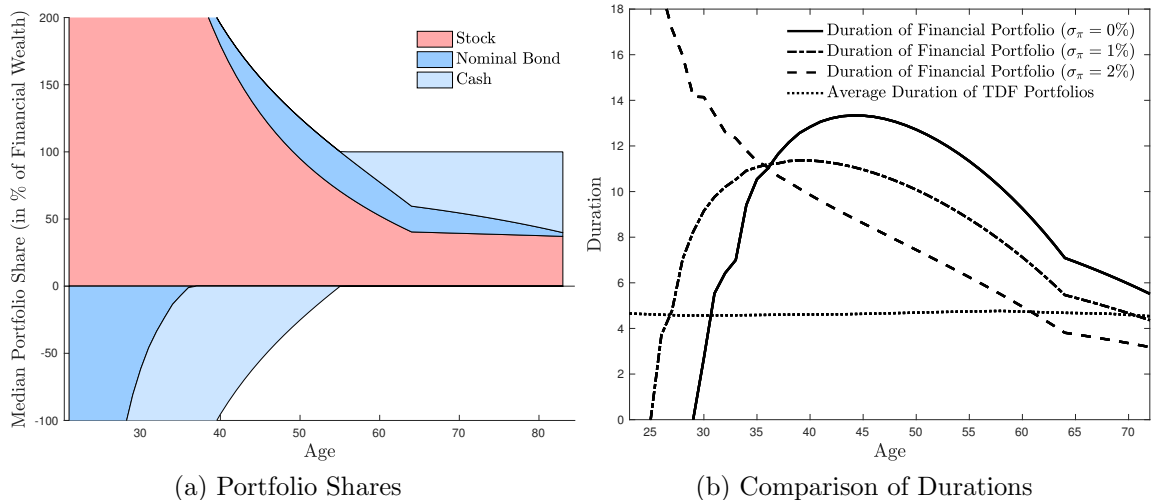 Median Portfolio Share (in % of Financial Wealth)
200
150
100
50
0
-50
-100
Stock
Nominal Bond
Cash
30 40 50 60 70 80
Age
(a) Portfolio Shares
Duration
18
16
14
12
10
8
6
4
2
0
Duration of Financial Portfolio (σπ = 0%)
Duration of Financial Portfolio (σπ = 1%)
Duration of Financial Portfolio (σπ = 2%)
Average Duration of TDF Portfolios
25 30 35 40 45 50 55 60 65 70
Age
(b) Comparison of Durations